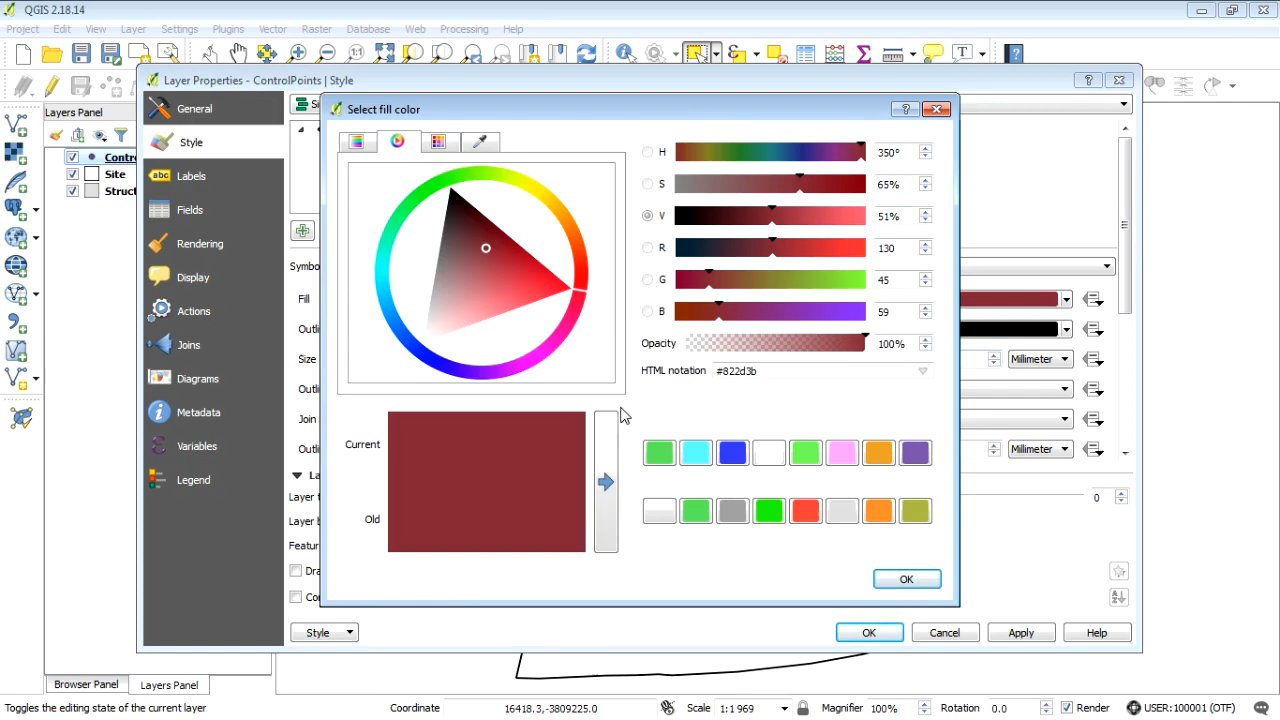 QGIS 2.18.14
Project Edit View Layer Settings Plugins Vector Raster Database Web Processing Help
Layer Properties - ControlPoints | Style
Layers Panel
Select fill color
General
Style
Labels
Fields
Rendering
Display
Actions
Joins
Diagrams
Metadata
Variables
Legend
abc
Site
H 350°
S 65%
V 51%
R 130
G 45
B 59
Opacity 100%
HTML notation #822d3b
Fill
Size
Millimeter
Millimeter
Current
Old
0
OK
Style
OK Cancel Apply Help
Browser Panel Layers Panel
Toggles the editing state of the current layer
Coordinate 16418.3,-3809225.0 Scale 1:1 969 Magnifier 100% Rotation 0.0 Render USER:100001 (OTF)